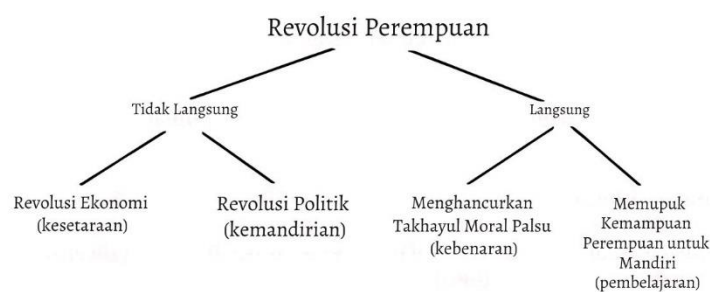 Revolusi Perempuan
Tidak Langsung
Langsung
Revolusi Ekonomi
(kesetaraan)
Revolusi Politik
(kemandirian)
Menghancurkan
Takhayul Moral Palsu
(kebenaran)
Memupuk
Kemampuan
Perempuan untuk
Mandiri
(pembelajaran)